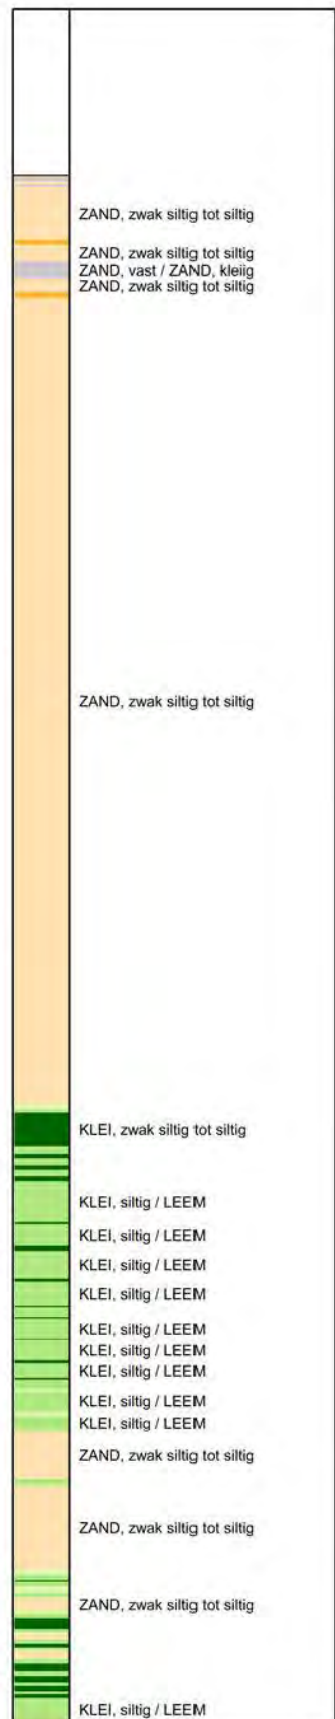 ZAND, zwak siltig tot siltig
ZAND, zwak siltig tot siltig
ZAND, vast / ZAND, kleiig
ZAND, zwak siltig tot siltig
ZAND, zwak siltig tot siltig
KLEI, zwak siltig tot siltig
KLEI, siltig / LEEM
KLEI, siltig / LEEM
KLEI, siltig / LEEM
KLEI, siltig / LEEM
KLEI, siltig / LEEM
KLEI, siltig / LEEM
KLEI, siltig / LEEM
KLEI, siltig / LEEM
KLEI, siltig / LEEM
ZAND, zwak siltig tot siltig
ZAND, zwak siltig tot siltig
ZAND, zwak siltig tot siltig
KLEI, siltig / LEEM